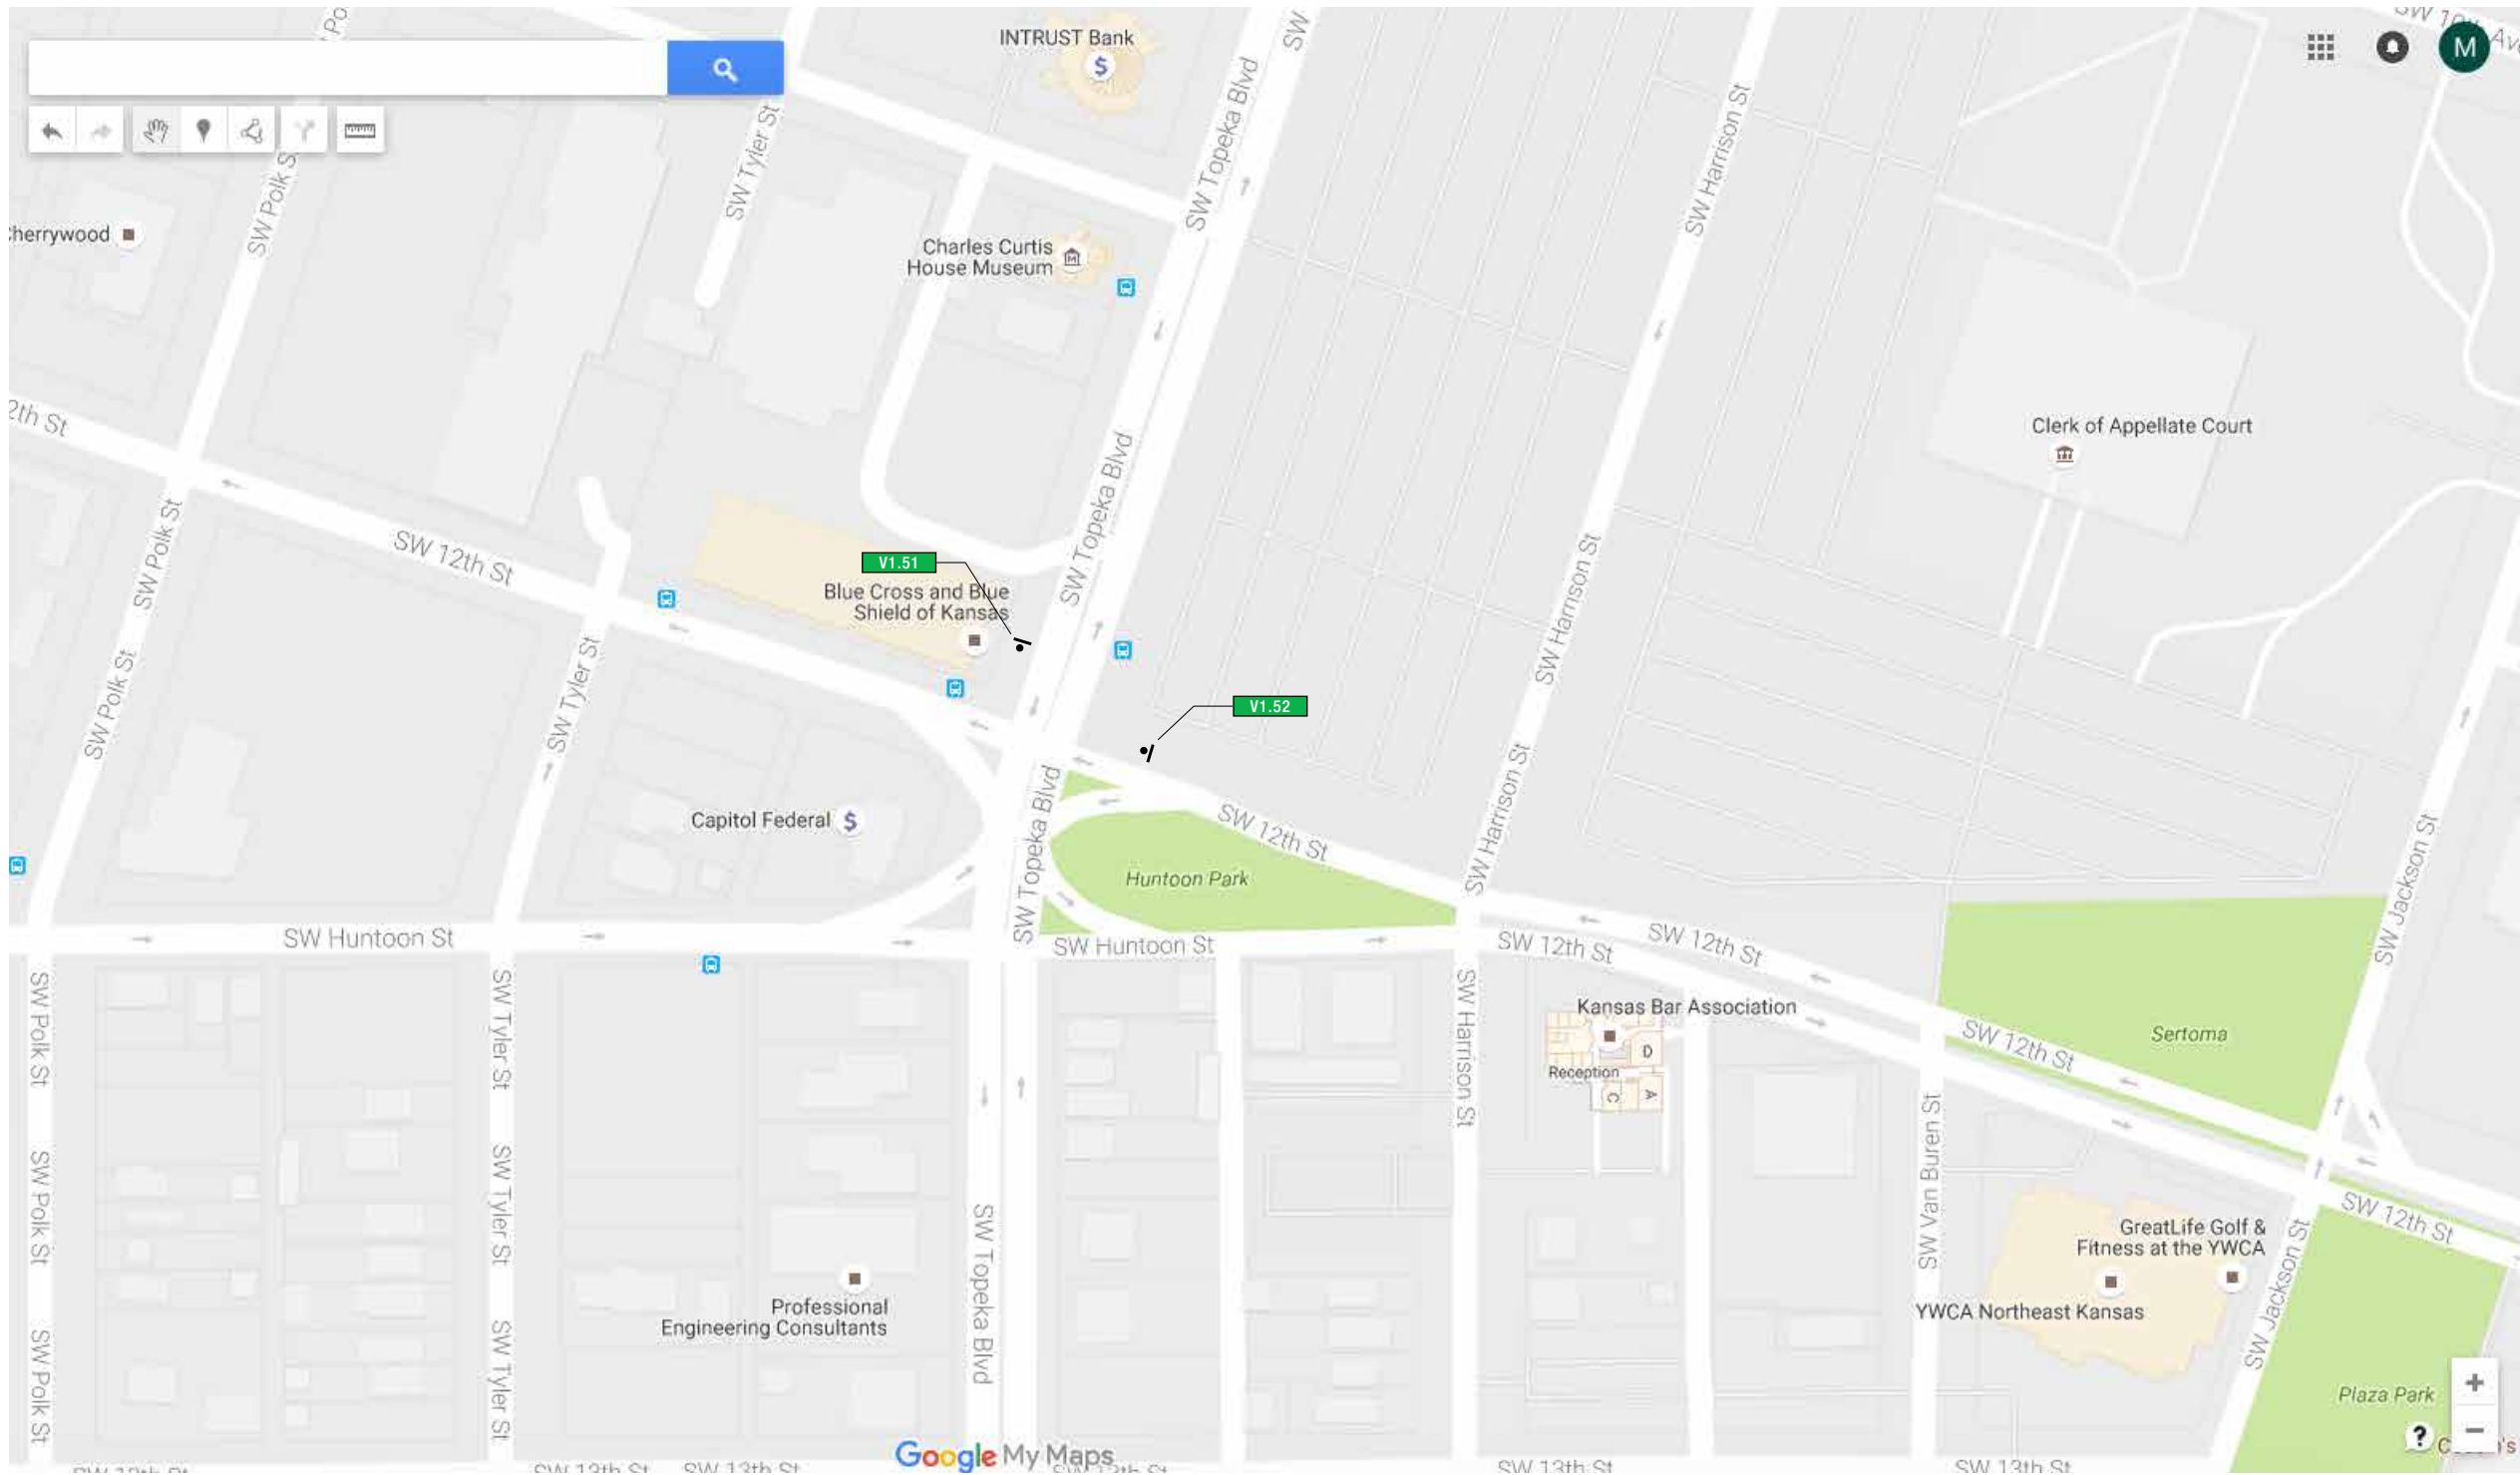 INTRUST Bank
SW Topeka Blvd
SW
SW 10th Ave
M
SW Polk St
SW Tyler St
SW Harrison St
herrywood
Charles Curtis
House Museum
2th St
Clerk of Appellate Court
SW Topeka Blvd
SW Polk St
SW 12th St
V1.51
Blue Cross and Blue
Shield of Kansas
SW Harrison St
SW Polk St
SW Tyler St
V1.52
SW Harrison St
SW Topeka Blvd
Capitol Federal
SW 12th St
Huntoon Park
SW Jackson St
SW Huntoon St
SW Huntoon St
SW 12th St
SW 12th St
Kansas Bar Association
D
Reception
C
A
SW Polk St
SW Tyler St
SW Harrison St
SW 12th St
Sertoma
SW Van Buren St
SW Polk St
SW Tyler St
SW Topeka Blvd
SW 12th St
GreatLife Golf &
Fitness at the YWCA
YWCA Northeast Kansas
Professional
Engineering Consultants
SW Jackson St
SW Polk St
SW Tyler St
Plaza Park
?
Google My Maps
SW 13th St
SW 13th St
SW 13th St
SW 13th St